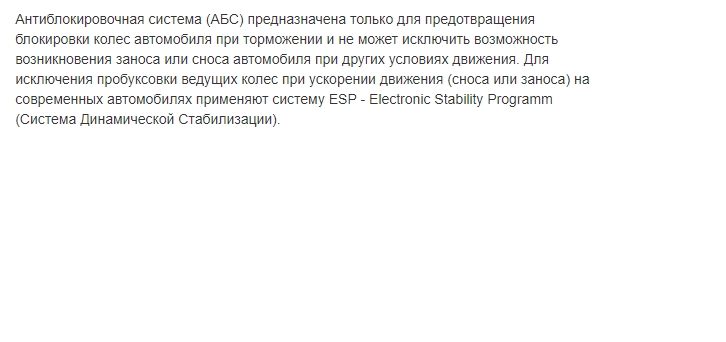 Антиблокировочная система (АБС) предназначена только для предотвращения
блокировки колес автомобиля при торможении и не может исключить возможность
возникновения заноса или сноса автомобиля при других условиях движения. Для
исключения пробуксовки ведущих колес при ускорении движения (сноса или заноса) на
современных автомобилях применяют систему ESP - Electronic Stability Programm
(Система Динамической Стабилизации).